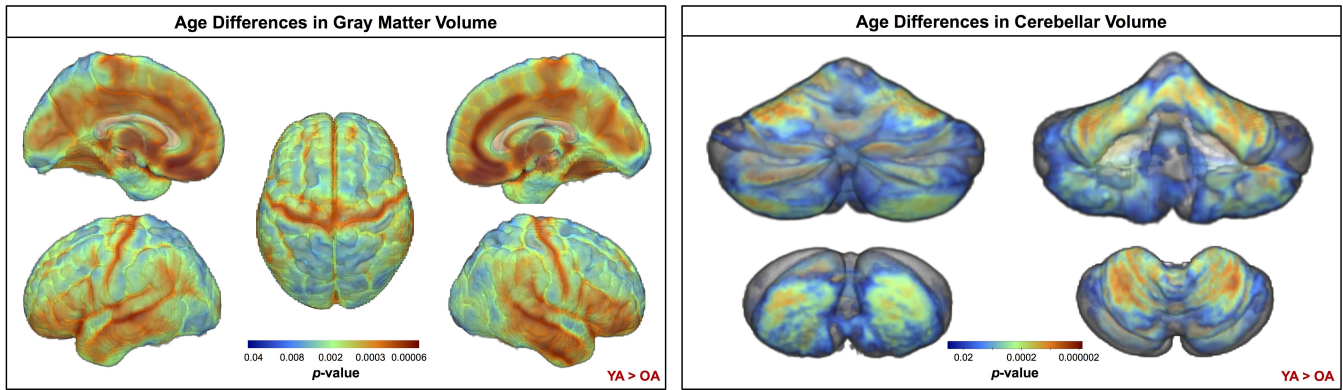 Age Differences in Gray Matter Volume
0.04 0.008 0.002 0.0003 0.00006
p-value
YA > OA
Age Differences in Cerebellar Volume
0.02 0.0002 0.000002
p-value
YA > OA